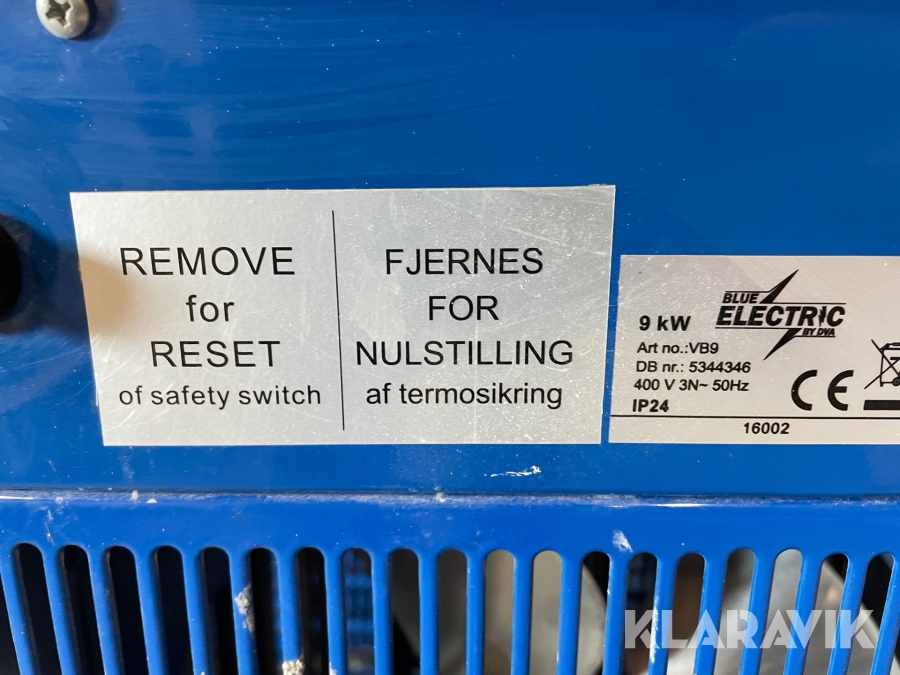 REMOVE
for
RESET
of safety switch
FJERNES
FOR
NULSTILLING
af termosikring
BLUE
ELECTRIC
BY DVA
9 kW
Art no.:VB9
DB nr.: 5344346
400 V 3N~ 50Hz
IP24
CE
16002
KLARAVIK